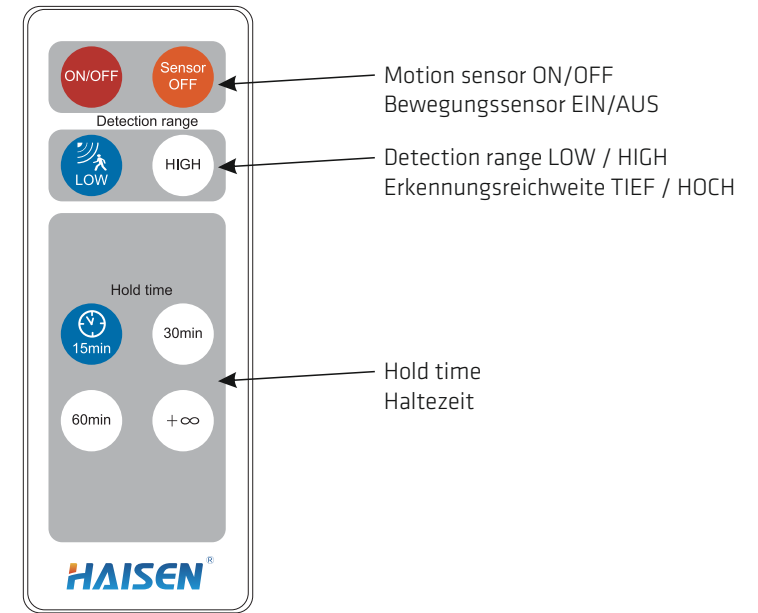 ON/OFF
Sensor
OFF
Motion sensor ON/OFF
Bewegungssensor EIN/AUS
Detection range
LOW
HIGH
Detection range LOW / HIGH
Erkennungsreichweite TIEF / HOCH
Hold time
15min
30min
Hold time
Haltezeit
60min
+∞
HAISEN®